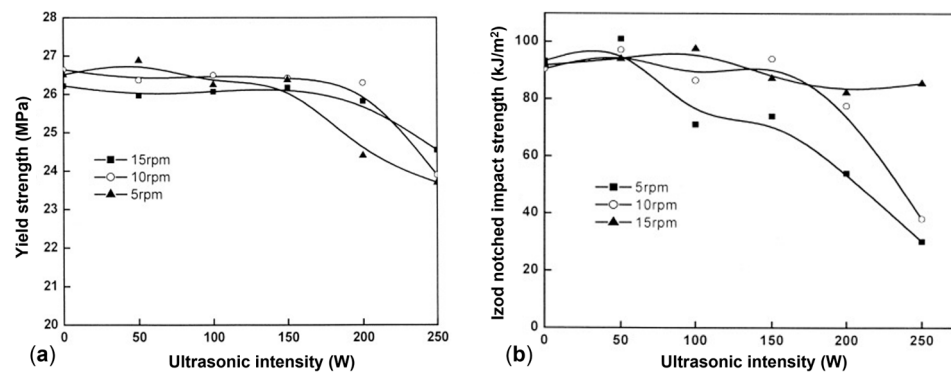 28
27
26
25
24
23
22
21
20
Yield strength (MPa)
15rpm
10rpm
5rpm
0 50 100 150 200 250
(a) Ultrasonic intensity (W)
100
80
60
40
20
0
Izod notched impact strength (kJ/m²)
5rpm
10rpm
15rpm
0 50 100 150 200 250
(b) Ultrasonic intensity (W)